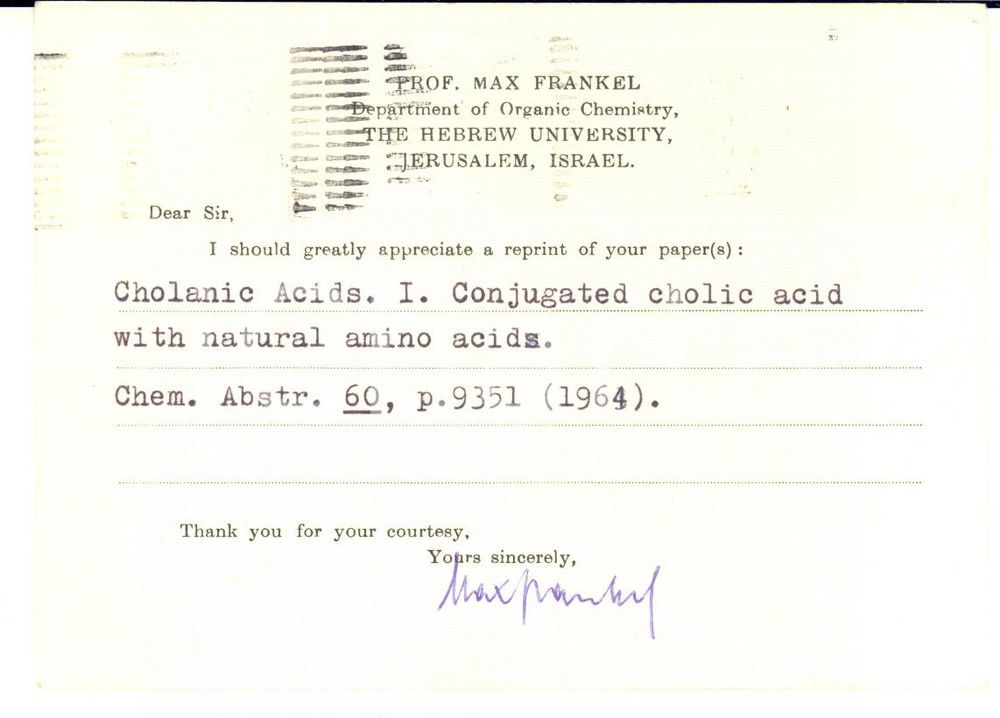 PROF. MAX FRANKEL
Department of Organic Chemistry,
THE HEBREW UNIVERSITY,
JERUSALEM, ISRAEL.
Dear Sir,
I should greatly appreciate a reprint of your paper(s) :
Cholanic Acids. I. Conjugated cholic acid
with natural amino acids.
Chem. Abstr. 60, p.9351 (1964).
Thank you for your courtesy,
Yours sincerely,
Max Frankel